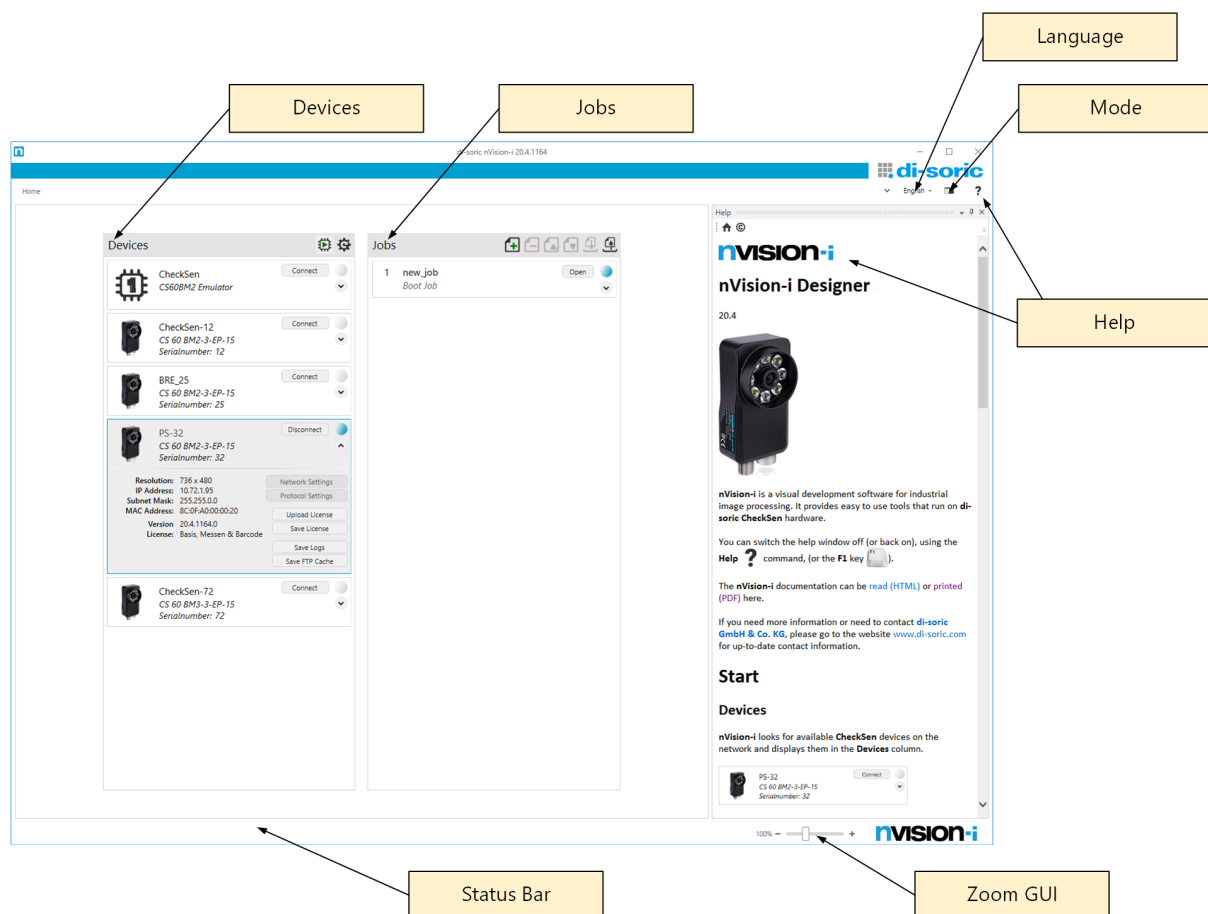 Language
Devices
Jobs
Mode
di-soric nVision-i 20.4.1164
di-soric
Home
English
?
Help
Devices
Jobs
CheckSen
CS60BM2 Emulator
Connect
CheckSen-12
CS 60 BM2-3-EP-15
Serialnumber: 12
Connect
BRE_25
CS 60 BM2-3-EP-15
Serialnumber: 25
Connect
PS-32
CS 60 BM2-3-EP-15
Serialnumber: 32
Disconnect
Resolution: 736 x 480
IP Address: 10.72.1.95
Subnet Mask: 255.255.0.0
MAC Address: 8C:0F:A0:00:00:20
Version 20.4.1164.0
License: Basis, Messen & Barcode
Network Settings
Protocol Settings
Upload License
Save License
Save Logs
Save FTP Cache
CheckSen-72
CS 60 BM3-3-EP-15
Serialnumber: 72
Connect
1 new_job
Boot Job
Open
nVISION-i
nVision-i Designer
20.4
Help
nVision-i is a visual development software for industrial
image processing. It provides easy to use tools that run on di-
soric CheckSen hardware.
You can switch the help window off (or back on), using the
Help ? command, (or the F1 key F1 ).
The nVision-i documentation can be read (HTML) or printed
(PDF) here.
If you need more information or need to contact di-soric
GmbH & Co. KG, please go to the website www.di-soric.com
for up-to-date contact information.
Start
Devices
nVision-i looks for available CheckSen devices on the
network and displays them in the Devices column.
PS-32
CS 60 BM2-3-EP-15
Serialnumber: 32
Connect
100% − +
nVISION-i
Status Bar
Zoom GUI